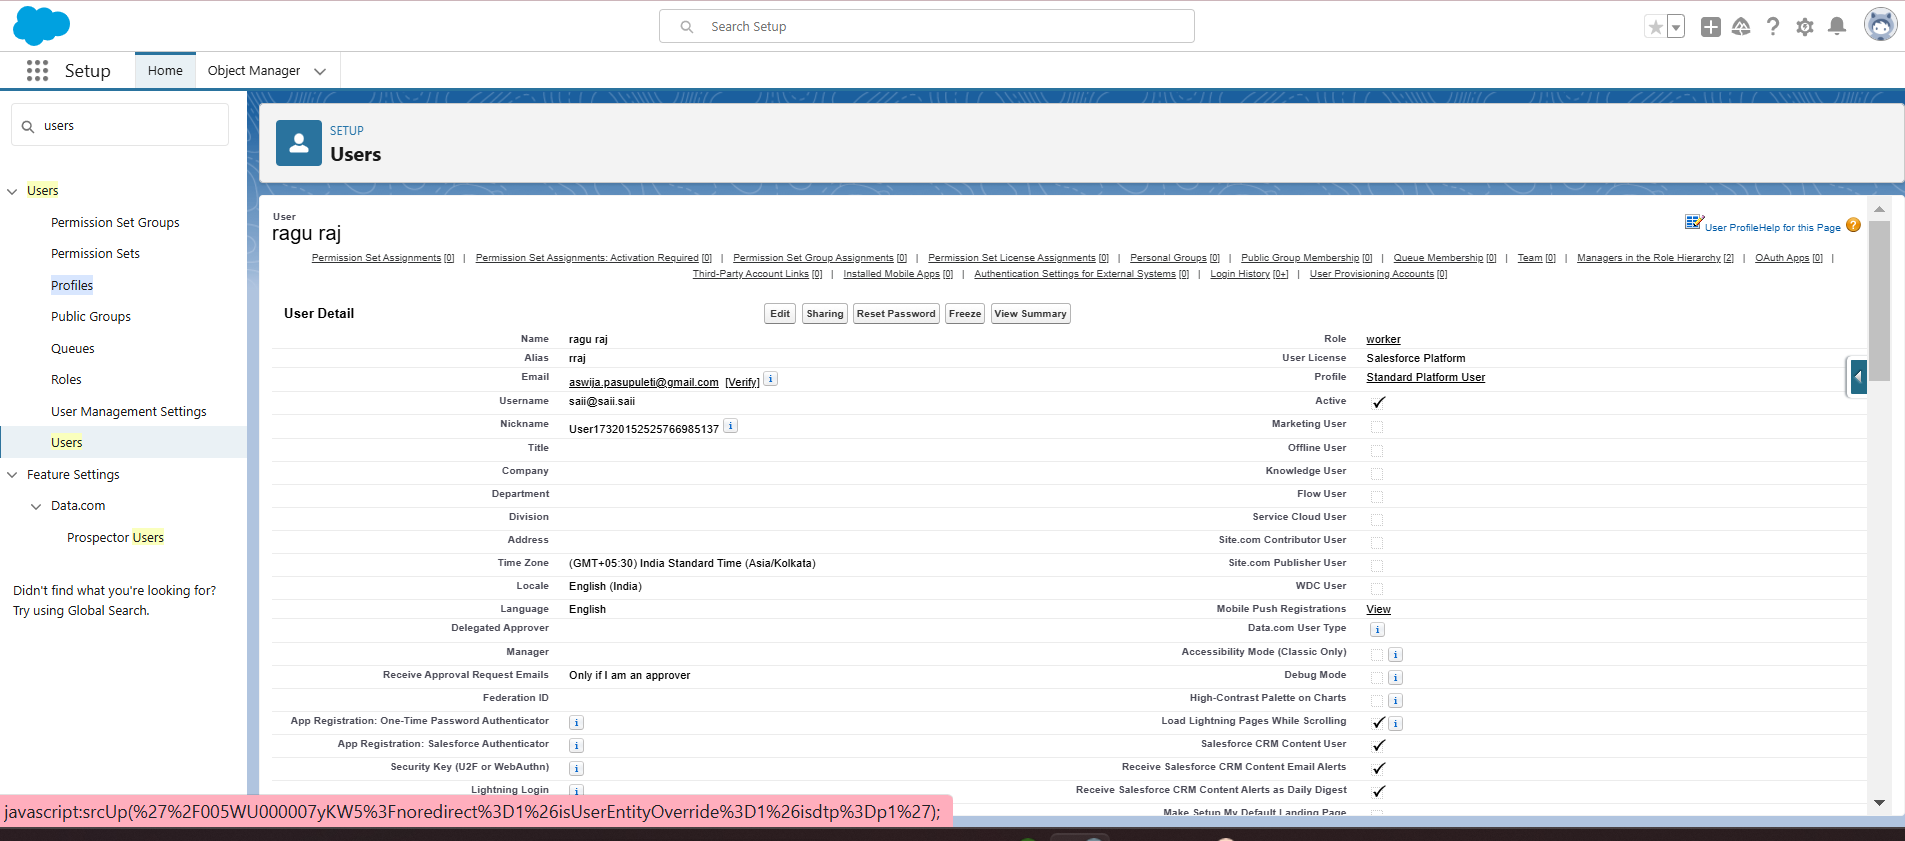 Search Setup
Setup
Home
Object Manager
users
Users
Permission Set Groups
Permission Sets
Profiles
Public Groups
Queues
Roles
User Management Settings
Users
Feature Settings
Data.com
Prospector Users
Didn't find what you're looking for?
Try using Global Search.
SETUP
Users
User
ragu raj
User Profile Help for this Page
Permission Set Assignments [0] | Permission Set Assignments: Activation Required [0] | Permission Set Group Assignments [0] | Permission Set License Assignments [0] | Personal Groups [0] | Public Group Membership [0] | Queue Membership [0] | Team [0] | Managers in the Role Hierarchy [2] | OAuth Apps [0] |
Third-Party Account Links [0] | Installed Mobile Apps [0] | Authentication Settings for External Systems [0] | Login History [0+] | User Provisioning Accounts [0]
User Detail
Edit Sharing Reset Password Freeze View Summary
Name ragu raj Role worker
Alias rraj User License Salesforce Platform
Email aswija.pasupuleti@gmail.com [Verify] i Profile Standard Platform User
Username saii@saii.saii Active ✓
Nickname User17320152525766985137 i Marketing User
Title Offline User
Company Knowledge User
Department Flow User
Division Service Cloud User
Address Site.com Contributor User
Time Zone (GMT+05:30) India Standard Time (Asia/Kolkata) Site.com Publisher User
Locale English (India) WDC User
Language English Mobile Push Registrations View
Delegated Approver Data.com User Type i
Manager Accessibility Mode (Classic Only) i
Receive Approval Request Emails Only if I am an approver Debug Mode i
Federation ID High-Contrast Palette on Charts i
App Registration: One-Time Password Authenticator i Load Lightning Pages While Scrolling ✓ i
App Registration: Salesforce Authenticator i Salesforce CRM Content User ✓
Security Key (U2F or WebAuthn) i Receive Salesforce CRM Content Email Alerts ✓
Lightning Login i Receive Salesforce CRM Content Alerts as Daily Digest ✓
Make Setup My Default Landing Page
javascript:srcUp(%27%2F005WU000007yKW5%3Fnoredirect%3D1%26isUserEntityOverride%3D1%26isdtp%3Dp1%27);